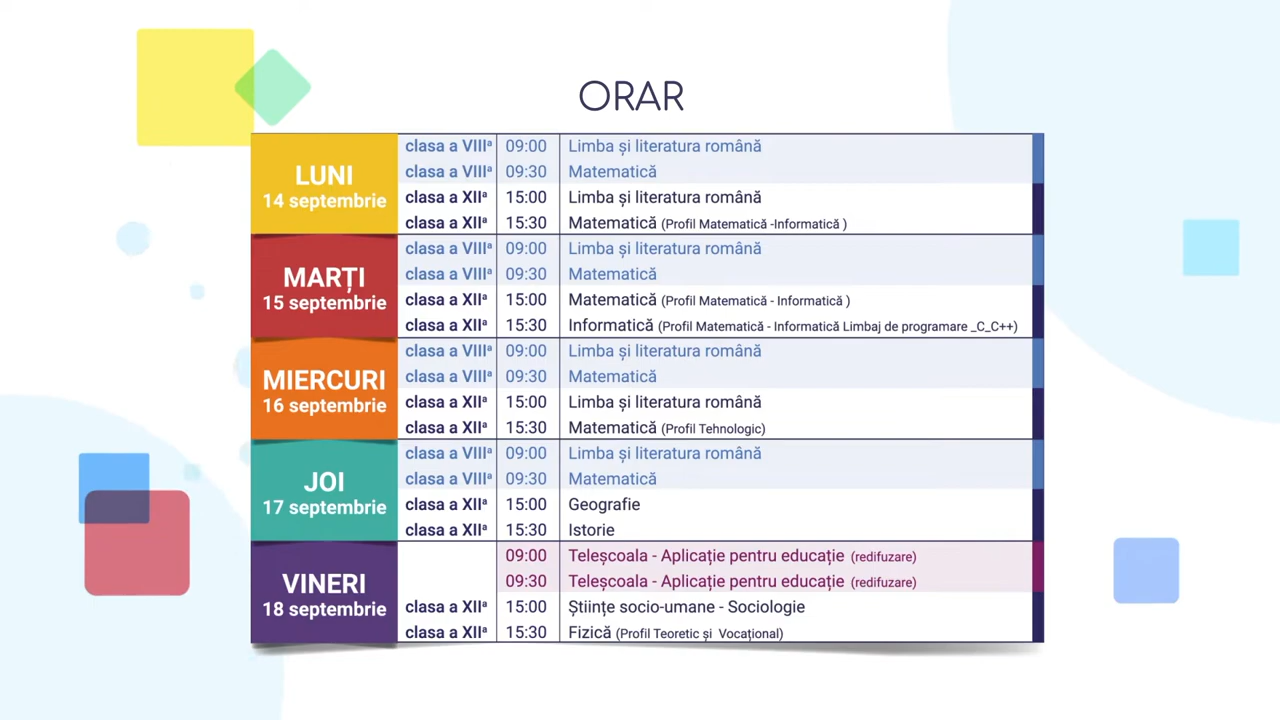 ORAR
LUNI
14 septembrie
clasa a VIIIª 09:00 Limba și literatura română
clasa a VIIIª 09:30 Matematică
clasa a XIIª 15:00 Limba și literatura română
clasa a XIIª 15:30 Matematică (Profil Matematică -Informatică )
MARȚI
15 septembrie
clasa a VIIIª 09:00 Limba și literatura română
clasa a VIIIª 09:30 Matematică
clasa a XIIª 15:00 Matematică (Profil Matematică - Informatică )
clasa a XIIª 15:30 Informatică (Profil Matematică - Informatică Limbaj de programare _C_C++)
MIERCURI
16 septembrie
clasa a VIIIª 09:00 Limba și literatura română
clasa a VIIIª 09:30 Matematică
clasa a XIIª 15:00 Limba și literatura română
clasa a XIIª 15:30 Matematică (Profil Tehnologic)
JOI
17 septembrie
clasa a VIIIª 09:00 Limba și literatura română
clasa a VIIIª 09:30 Matematică
clasa a XIIª 15:00 Geografie
clasa a XIIª 15:30 Istorie
VINERI
18 septembrie
09:00 Teleșcoala - Aplicație pentru educație (redifuzare)
09:30 Teleșcoala - Aplicație pentru educație (redifuzare)
clasa a XIIª 15:00 Științe socio-umane - Sociologie
clasa a XIIª 15:30 Fizică (Profil Teoretic și Vocațional)